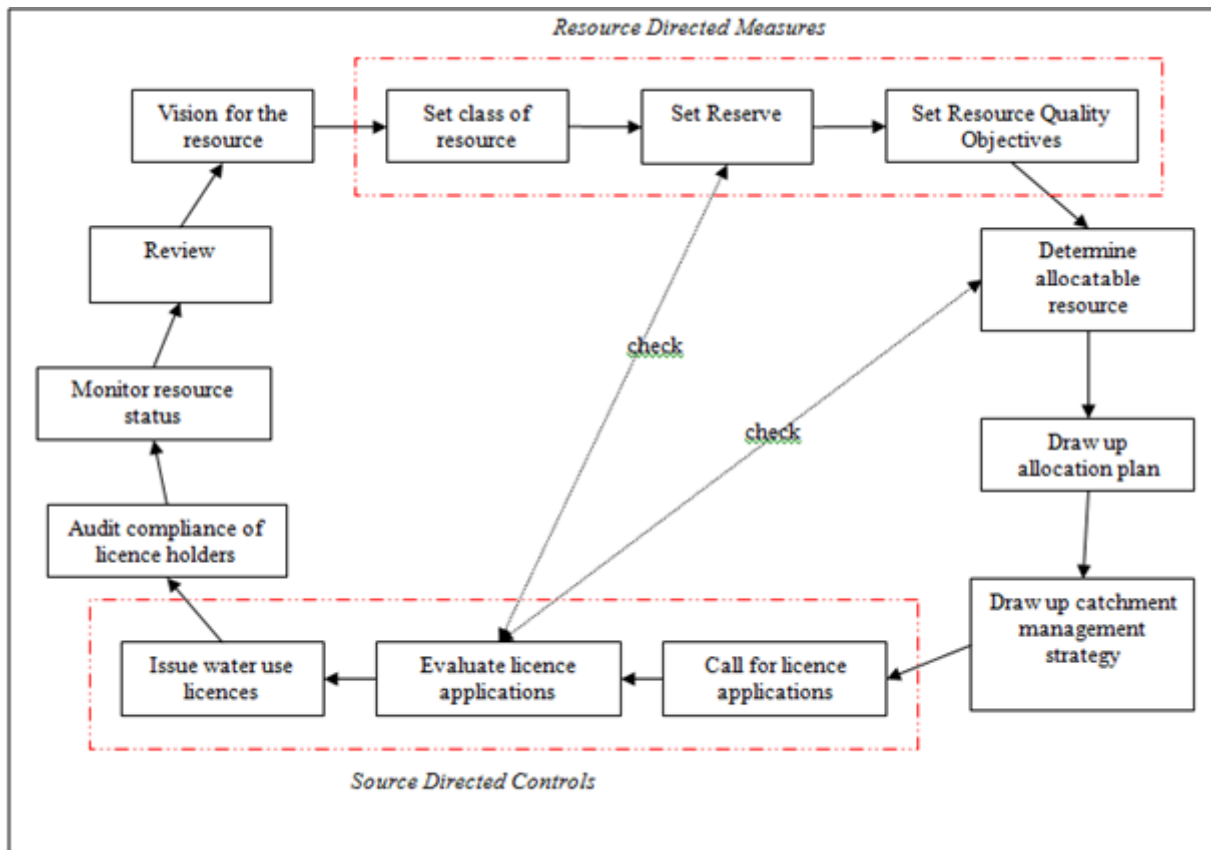 Resource Directed Measures
Vision for the
resource
Set class of
resource
Set Reserve
Set Resource Quality
Objectives
Review
Determine
allocatable
resource
check
Monitor resource
status
check
Draw up
allocation plan
Audit compliance of
licence holders
Draw up catchment
management
strategy
Issue water use
licences
Evaluate licence
applications
Call for licence
applications
Source Directed Controls